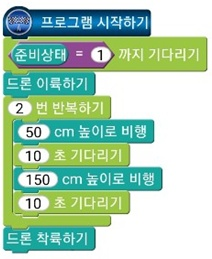 프로그램 시작하기
준비상태 = 1 까지 기다리기
드론 이륙하기
2 번 반복하기
50 cm 높이로 비행
10 초 기다리기
150 cm 높이로 비행
10 초 기다리기
드론 착륙하기